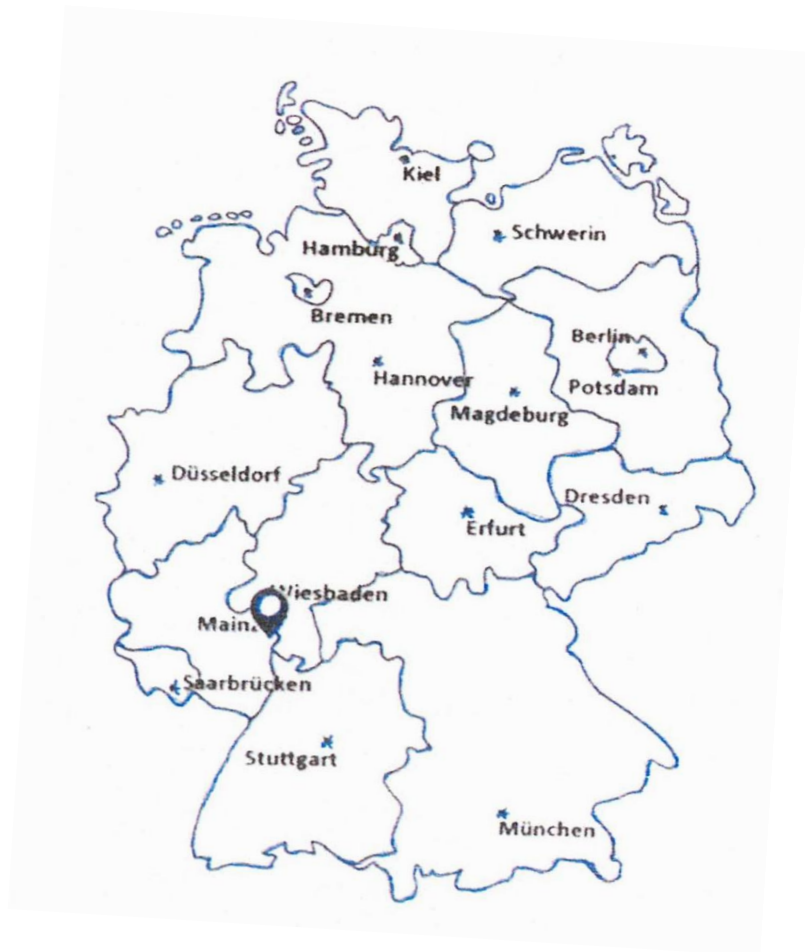 Kiel
Schwerin
Hamburg
Bremen
Berlin
Hannover
Potsdam
Magdeburg
Düsseldorf
Dresden
Erfurt
Wiesbaden
Mainz
Saarbrücken
Stuttgart
München